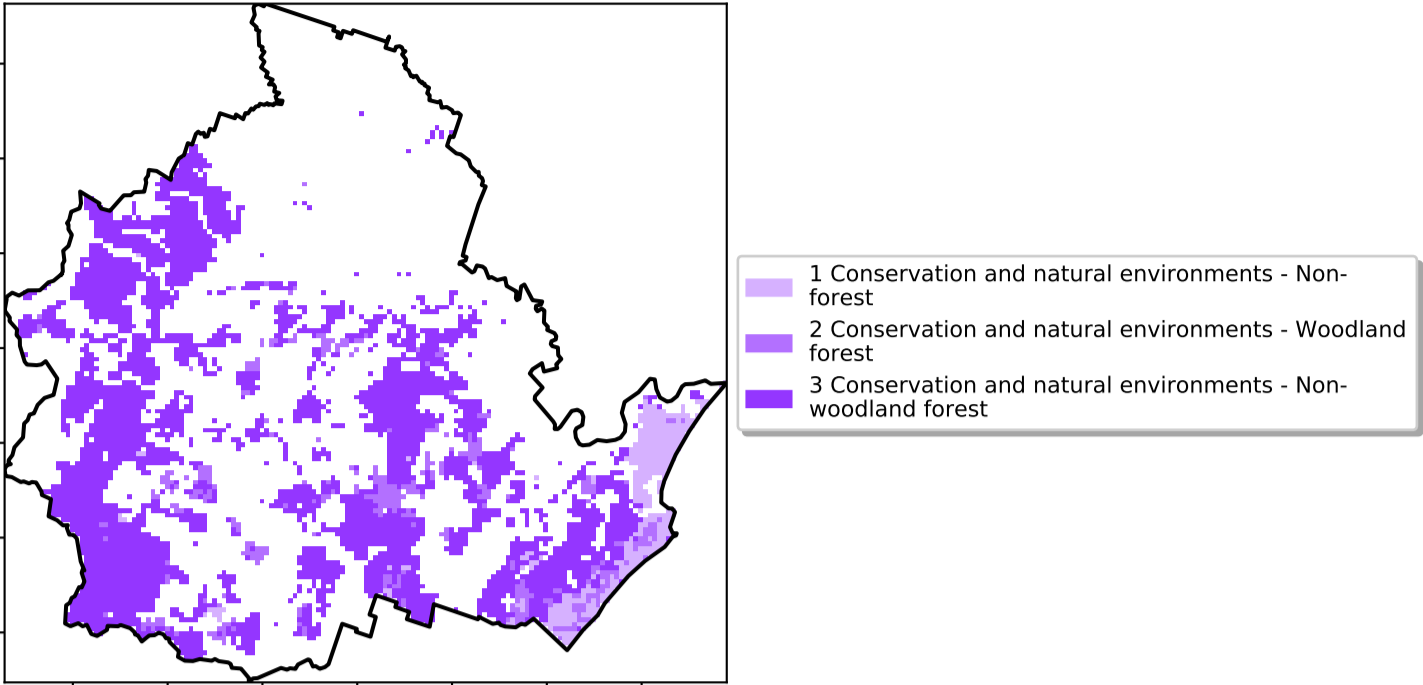 1 Conservation and natural environments - Non-
forest
2 Conservation and natural environments - Woodland
forest
3 Conservation and natural environments - Non-
woodland forest